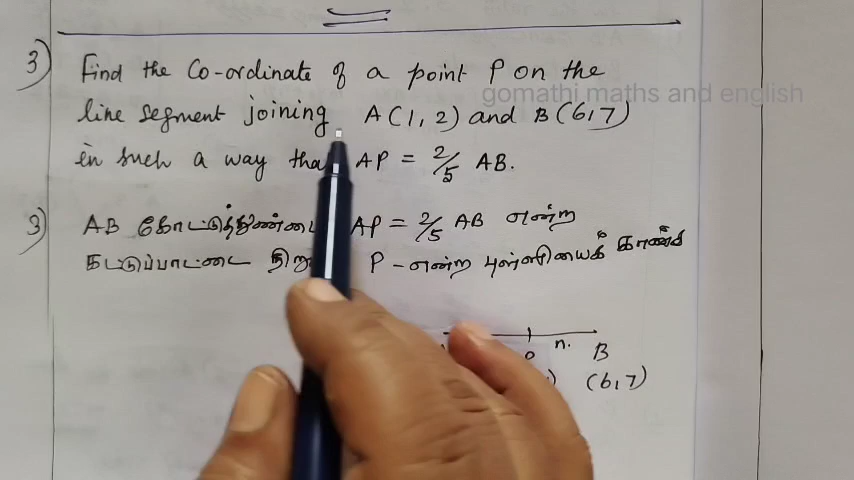 3) Find the Co-ordinate of a point P on the
gomathi maths and english
line segment joining A(1,2) and B(6,7)
in such a way AP = 2/5 AB.
3) AB கோட்டுத்துண்டை AP = 2/5 AB என்ற
கட்டுப்பாட்டை P - என்ற புள்ளியைக் காண்க
n. B
(6,7)